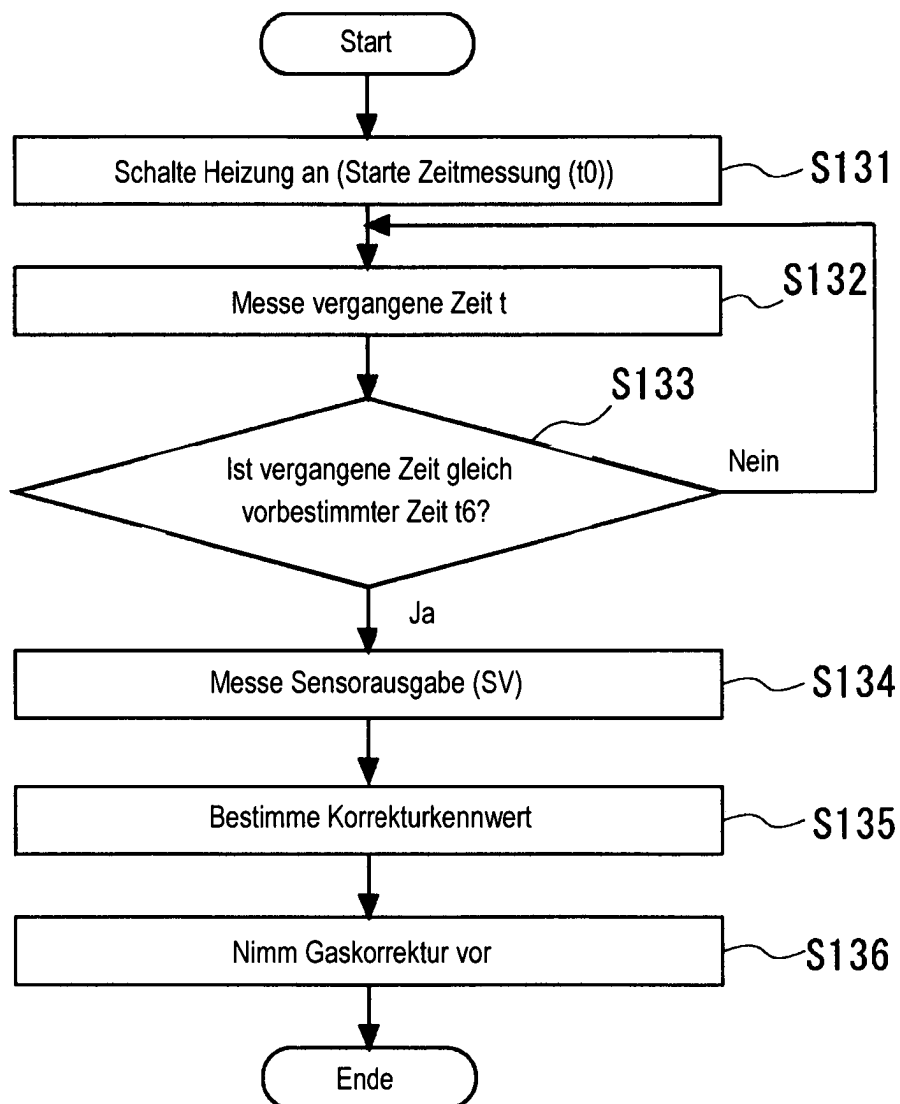 Start
Schalte Heizung an (Starte Zeitmessung (t0))
S131
Messe vergangene Zeit t
S132
S133
Ist vergangene Zeit gleich
vorbestimmter Zeit t6?
Nein
Ja
Messe Sensorausgabe (SV)
S134
Bestimme Korrekturkennwert
S135
Nimm Gaskorrektur vor
S136
Ende